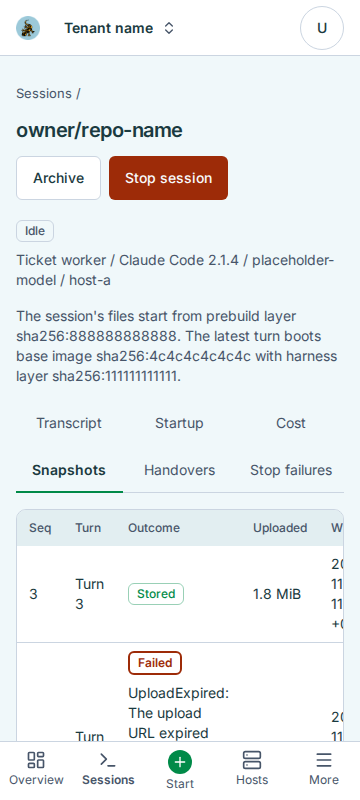 Tenant name
U
Sessions /
owner/repo-name
Archive
Stop session
Idle
Ticket worker / Claude Code 2.1.4 / placeholder-
model / host-a
The session's files start from prebuild layer
sha256:888888888888. The latest turn boots
base image sha256:4c4c4c4c4c4c with harness
layer sha256:111111111111.
Transcript
Startup
Cost
Snapshots
Handovers
Stop failures
Seq
Turn
Outcome
Uploaded
3
Turn
3
Stored
1.8 MiB
Failed
UploadExpired:
The upload
URL expired
Turn
Overview
Sessions
Start
Hosts
More